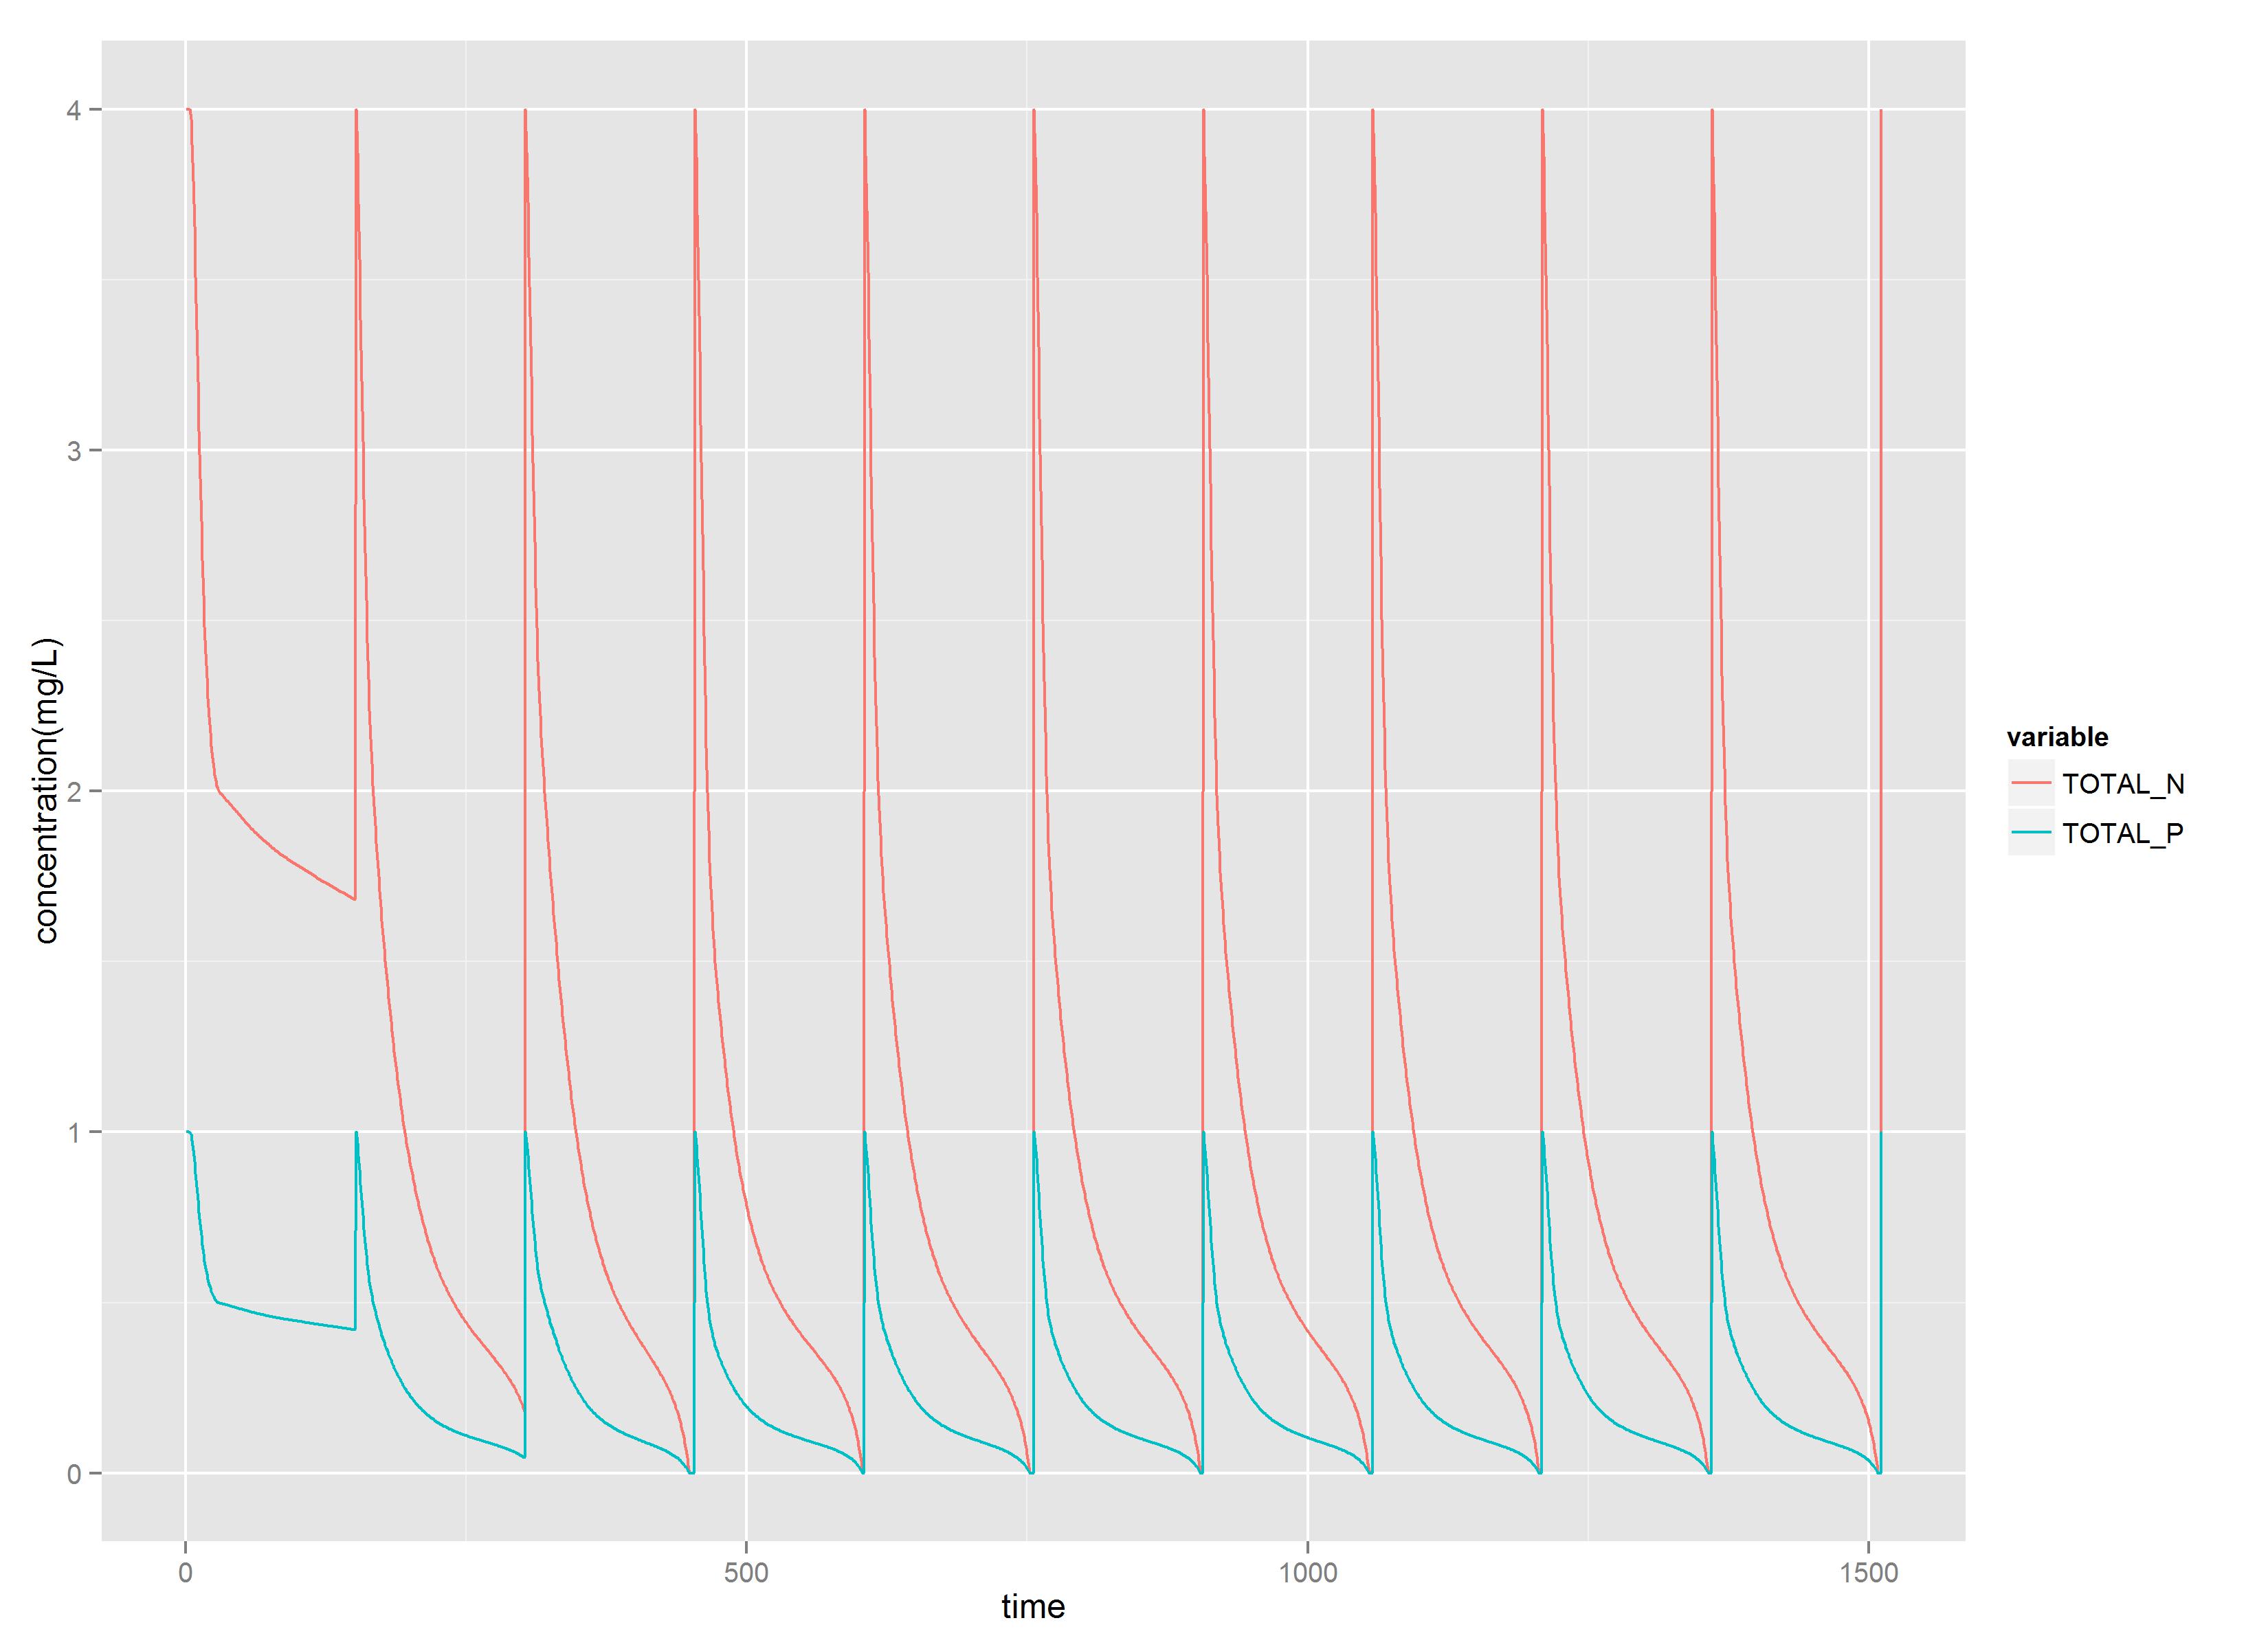 concentration(mg/L)
4
3
2
1
0
0 500 1000 1500
time
variable
TOTAL_N
TOTAL_P